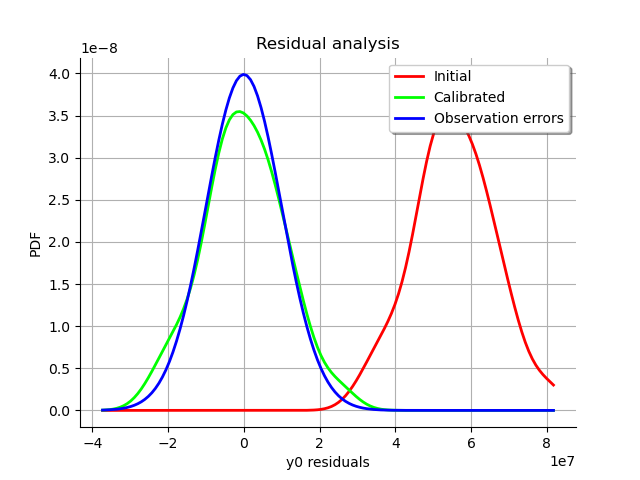 Residual analysis
1e−8
Initial
Calibrated
Observation errors
4.0
3.5
3.0
2.5
2.0
1.5
1.0
0.5
0.0
PDF
−4 −2 0 2 4 6 8
1e7
y0 residuals